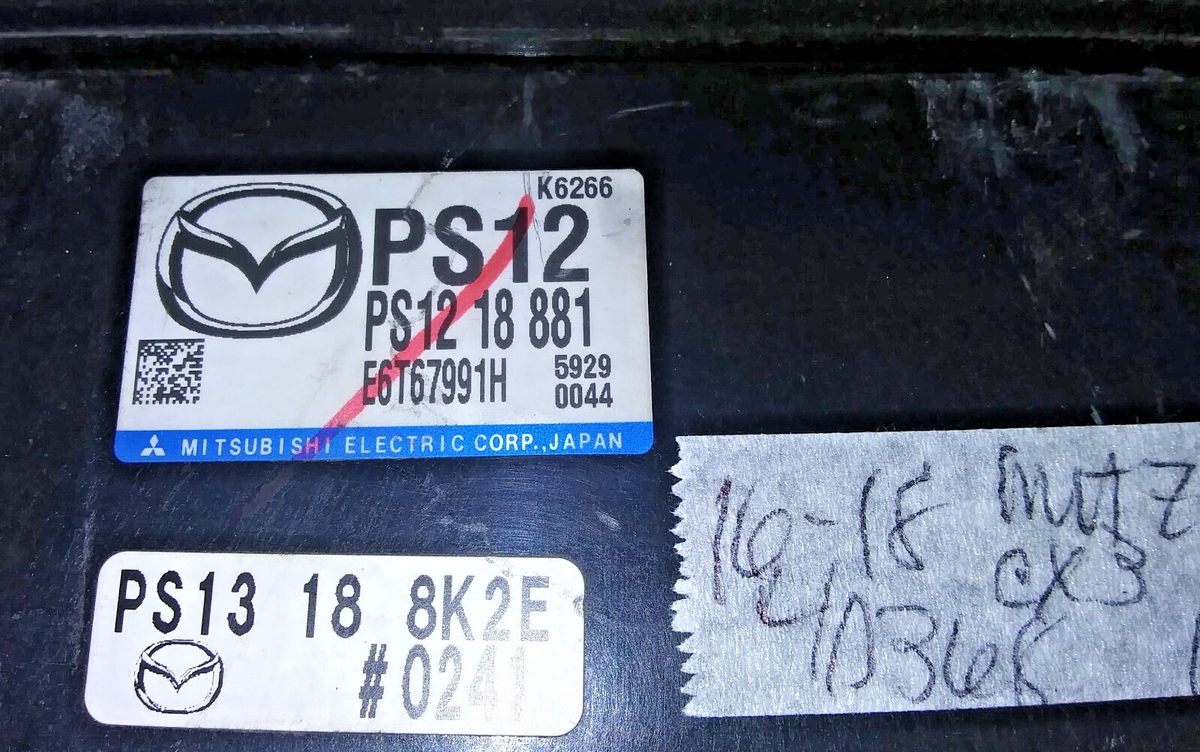 K6266
PS12
PS12 18 881
E6T67991H 5929
0044
MITSUBISHI ELECTRIC CORP.,JAPAN
PS13 18 8K2E
#0241
16-18
CX3